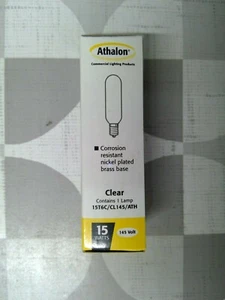 Athalon®
Commercial Lighting Products
Corrosion
resistant
nickel plated
brass base
Clear
Contains 1 Lamp
15T6C/CL145/ATH
15
WATTS
145 Volt